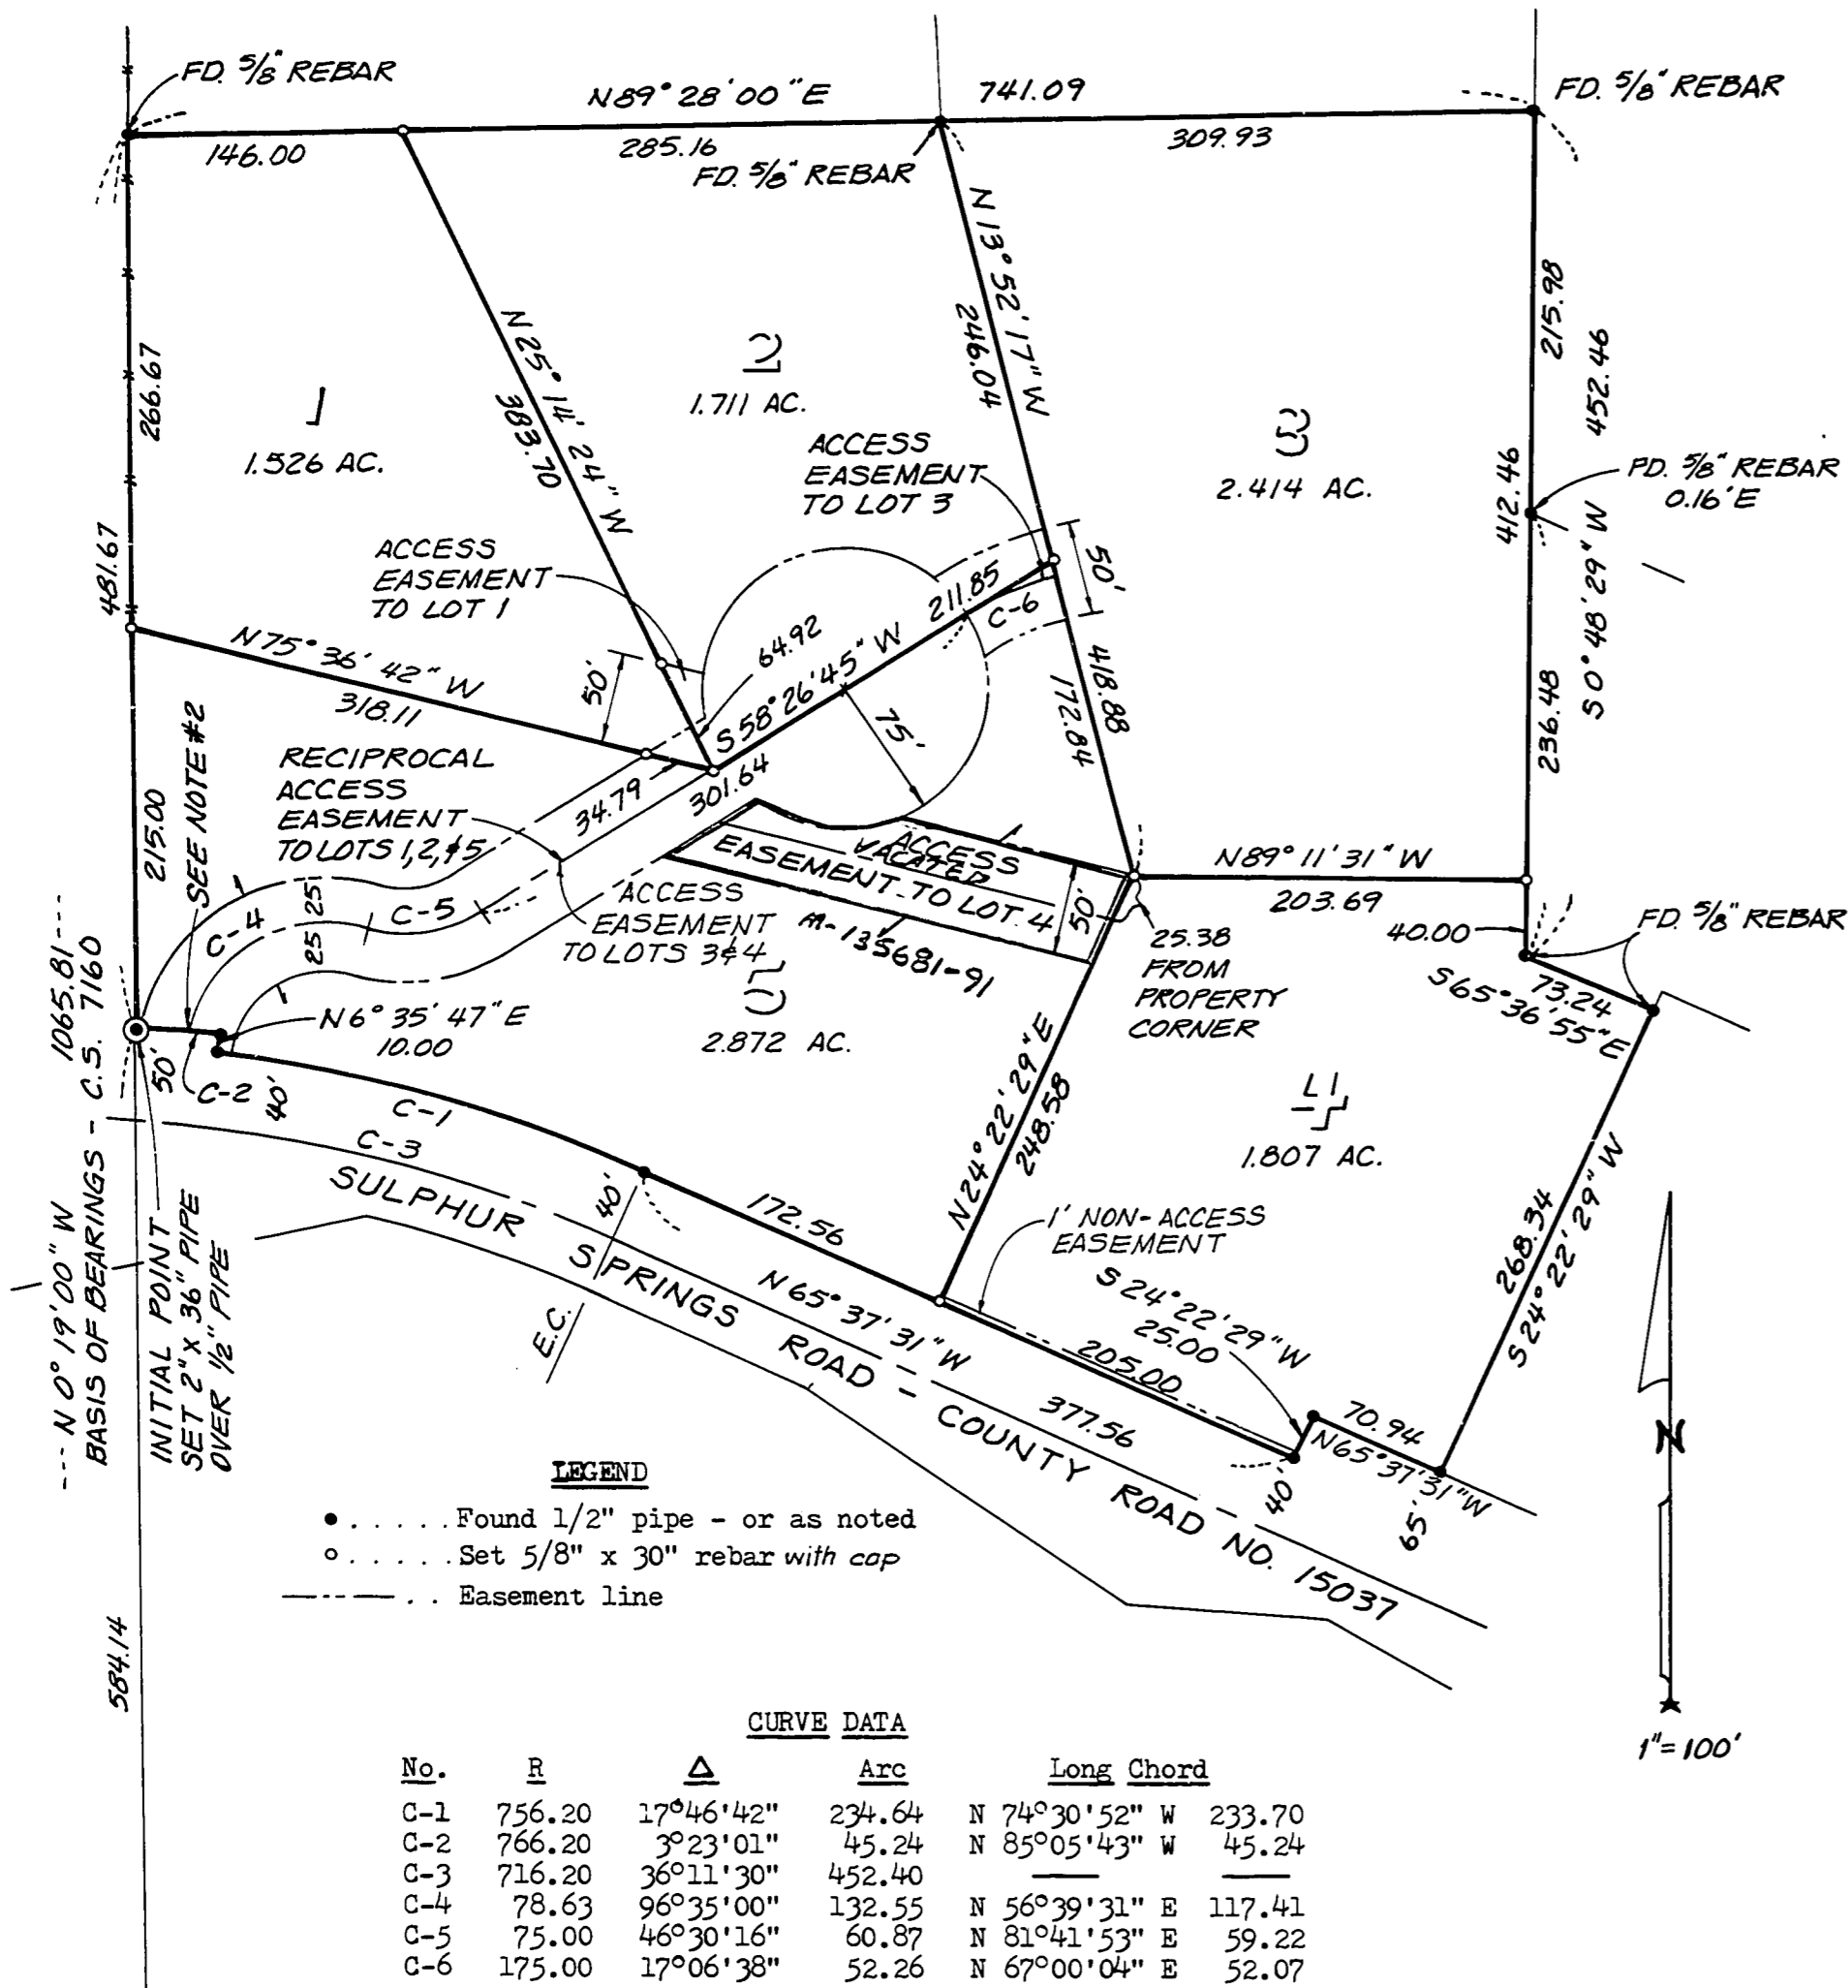 FD. 5/8" REBAR
N89°28'00"E
741.09
FD. 5/8" REBAR
146.00
285.16
309.93
FD. 5/8" REBAR
N13°52'17"W
246.04
215.98
452.46
266.67
N25°14'24"W
383.70
1
1.526 AC.
2
1.711 AC.
ACCESS
EASEMENT
TO LOT 3
3
2.414 AC.
412.46
S0°48'29"W
FD. 5/8" REBAR
0.16'E
481.67
ACCESS
EASEMENT
TO LOT 1
50'
211.85
C-6
64.92
N75°36'42"W
318.11
50'
S58°26'45"W
75'
418.88
172.84
236.48
215.00
SEE NOTE #2
RECIPROCAL
ACCESS
EASEMENT
TO LOTS 1,2,&5
34.79
301.64
ACCESS
VACATED
EASEMENT TO LOT 4
50'
M-135681-91
N89°11'31"W
203.69
40.00
FD. 5/8" REBAR
C-4
25 25
C-5
ACCESS
EASEMENT
TO LOTS 3&4
25.38
FROM
PROPERTY
CORNER
73.24
S65°36'55"E
N6°35'47"E
10.00
5
2.872 AC.
50'
C-2
40'
C-1
C-3
N24°22'29"E
248.58
4
1.807 AC.
---N0°19'00"W 1065.81---
BASIS OF BEARINGS - C.S. 7160
INITIAL POINT
SET 2"x 36" PIPE
OVER 1/2" PIPE
40'
E.C.
172.56
1' NON-ACCESS
EASEMENT
S24°22'29"W
25.00
268.34
S24°22'29"W
SULPHUR SPRINGS ROAD - COUNTY ROAD NO. 15037
N65°37'31"W
377.56
205.00
70.94
N65°37'31"W
40'
65'
N
1"=100'
LEGEND
. . . . . Found 1/2" pipe - or as noted
. . . . . Set 5/8" x 30" rebar with cap
. . Easement line
584.14
CURVE DATA
No. R Δ Arc Long Chord
C-1 756.20 17°46'42" 234.64 N 74°30'52" W 233.70
C-2 766.20 3°23'01" 45.24 N 85°05'43" W 45.24
C-3 716.20 36°11'30" 452.40 —— ——
C-4 78.63 96°35'00" 132.55 N 56°39'31" E 117.41
C-5 75.00 46°30'16" 60.87 N 81°41'53" E 59.22
C-6 175.00 17°06'38" 52.26 N 67°00'04" E 52.07